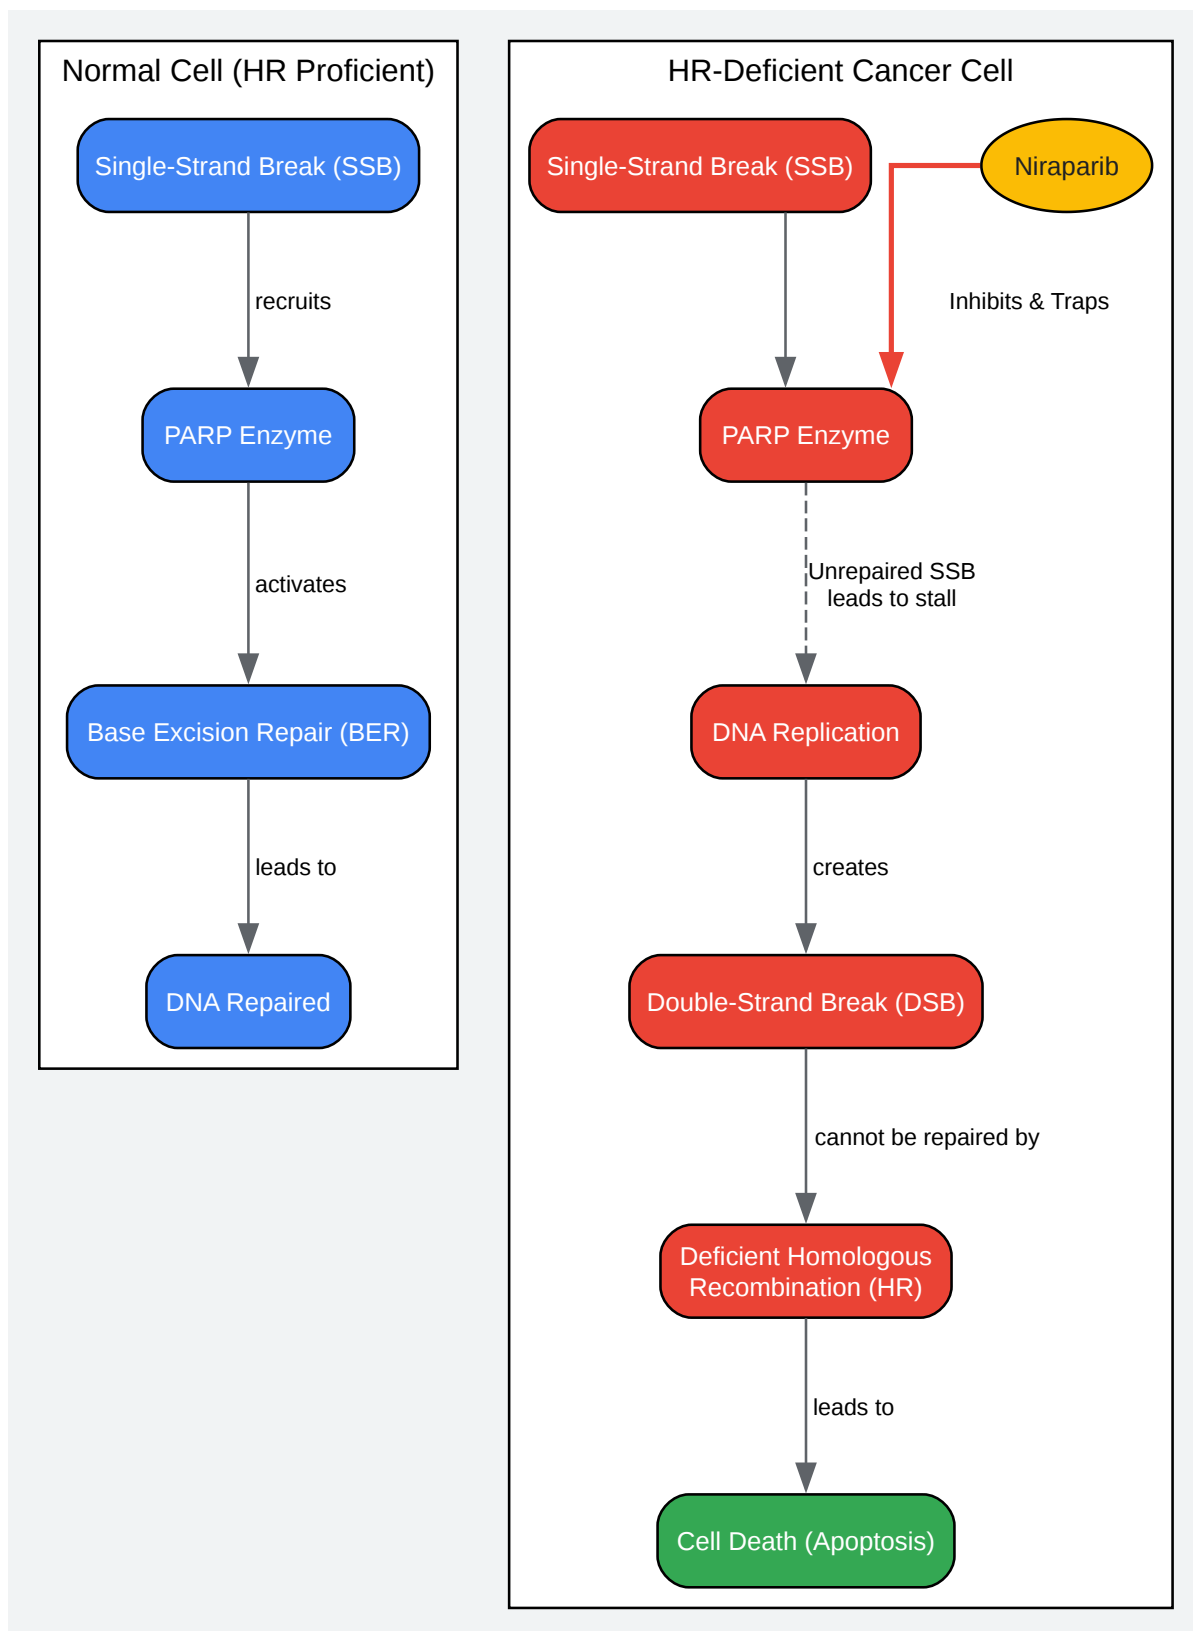 Normal Cell (HR Proficient)
Single-Strand Break (SSB)
recruits
PARP Enzyme
activates
Base Excision Repair (BER)
leads to
DNA Repaired
HR-Deficient Cancer Cell
Single-Strand Break (SSB)
Niraparib
Inhibits & Traps
PARP Enzyme
Unrepaired SSB
leads to stall
DNA Replication
creates
Double-Strand Break (DSB)
cannot be repaired by
Deficient Homologous
Recombination (HR)
leads to
Cell Death (Apoptosis)